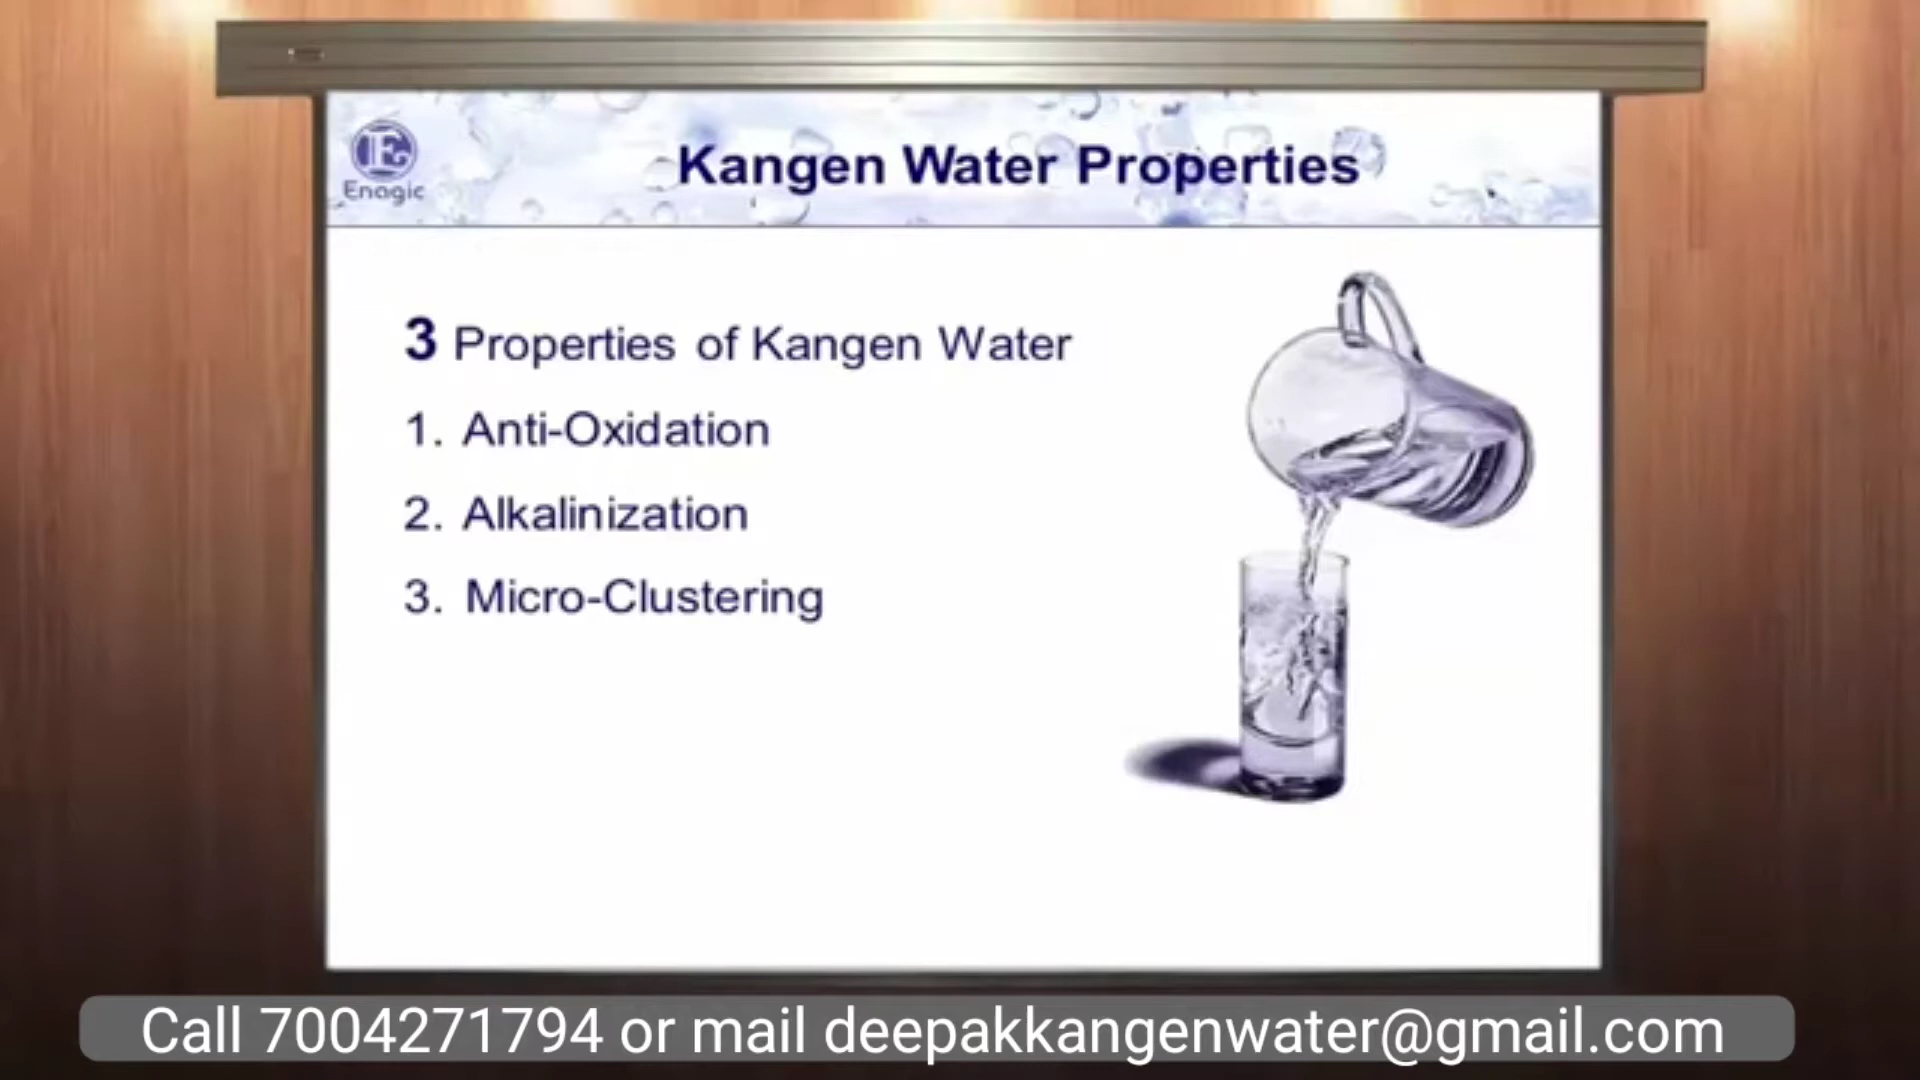 Enagic
Kangen Water Properties
3 Properties of Kangen Water
1. Anti-Oxidation
2. Alkalinization
3. Micro-Clustering
Call 7004271794 or mail deepakkangenwater@gmail.com